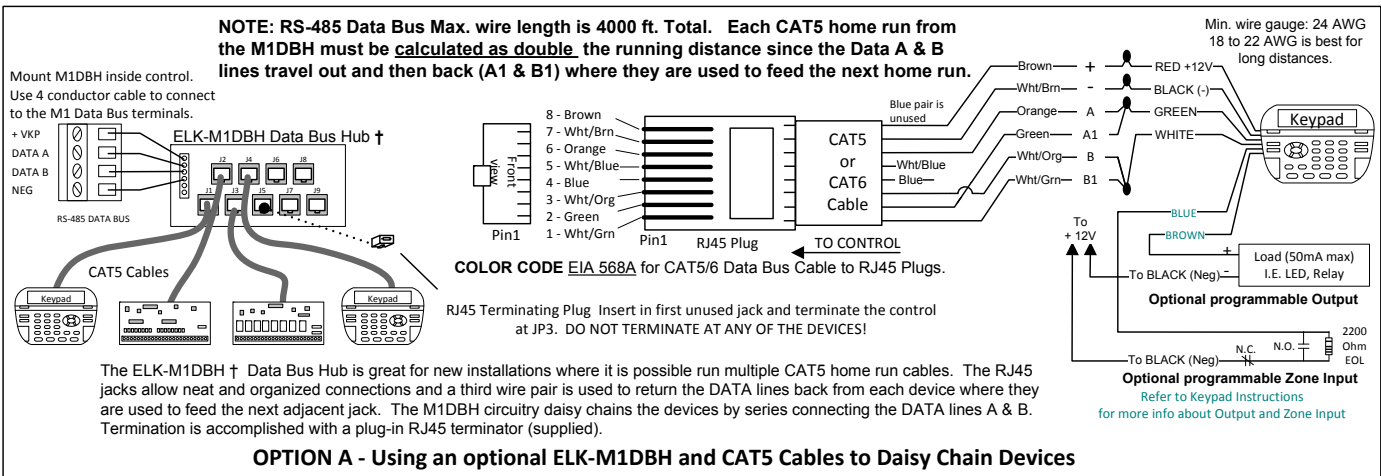 NOTE: RS-485 Data Bus Max. wire length is 4000 ft. Total. Each CAT5 home run from
the M1DBH must be calculated as double the running distance since the Data A & B
lines travel out and then back (A1 & B1) where they are used to feed the next home run.
Min. wire gauge: 24 AWG
18 to 22 AWG is best for
long distances.
Mount M1DBH inside control.
Use 4 conductor cable to connect
to the M1 Data Bus terminals.
+ VKP
DATA A
DATA B
NEG
RS-485 DATA BUS
ELK-M1DBH Data Bus Hub †
J2
J4
J6
J8
J1
J3
J5
J7
J9
CAT5 Cables
Keypad
Keypad
Front
view
Pin1
8 - Brown
7 - Wht/Brn
6 - Orange
5 - Wht/Blue
4 - Blue
3 - Wht/Org
2 - Green
1 - Wht/Grn
Pin1
RJ45 Plug
CAT5
or
CAT6
Cable
TO CONTROL
Blue pair is
unused
Wht/Blue
Blue
Brown + RED +12V
Wht/Brn - BLACK (-)
Orange A GREEN
Green A1 WHITE
Wht/Org B
Wht/Grn B1
Keypad
BLUE
BROWN
To
+ 12V
+
-
To BLACK (Neg)
Load (50mA max)
I.E. LED, Relay
Optional programmable Output
To BLACK (Neg)
N.C.
N.O.
2200
Ohm
EOL
Optional programmable Zone Input
Refer to Keypad Instructions
for more info about Output and Zone Input
COLOR CODE EIA 568A for CAT5/6 Data Bus Cable to RJ45 Plugs.
RJ45 Terminating Plug Insert in first unused jack and terminate the control
at JP3. DO NOT TERMINATE AT ANY OF THE DEVICES!
The ELK-M1DBH † Data Bus Hub is great for new installations where it is possible run multiple CAT5 home run cables. The RJ45
jacks allow neat and organized connections and a third wire pair is used to return the DATA lines back from each device where they
are used to feed the next adjacent jack. The M1DBH circuitry daisy chains the devices by series connecting the DATA lines A & B.
Termination is accomplished with a plug-in RJ45 terminator (supplied).
OPTION A - Using an optional ELK-M1DBH and CAT5 Cables to Daisy Chain Devices